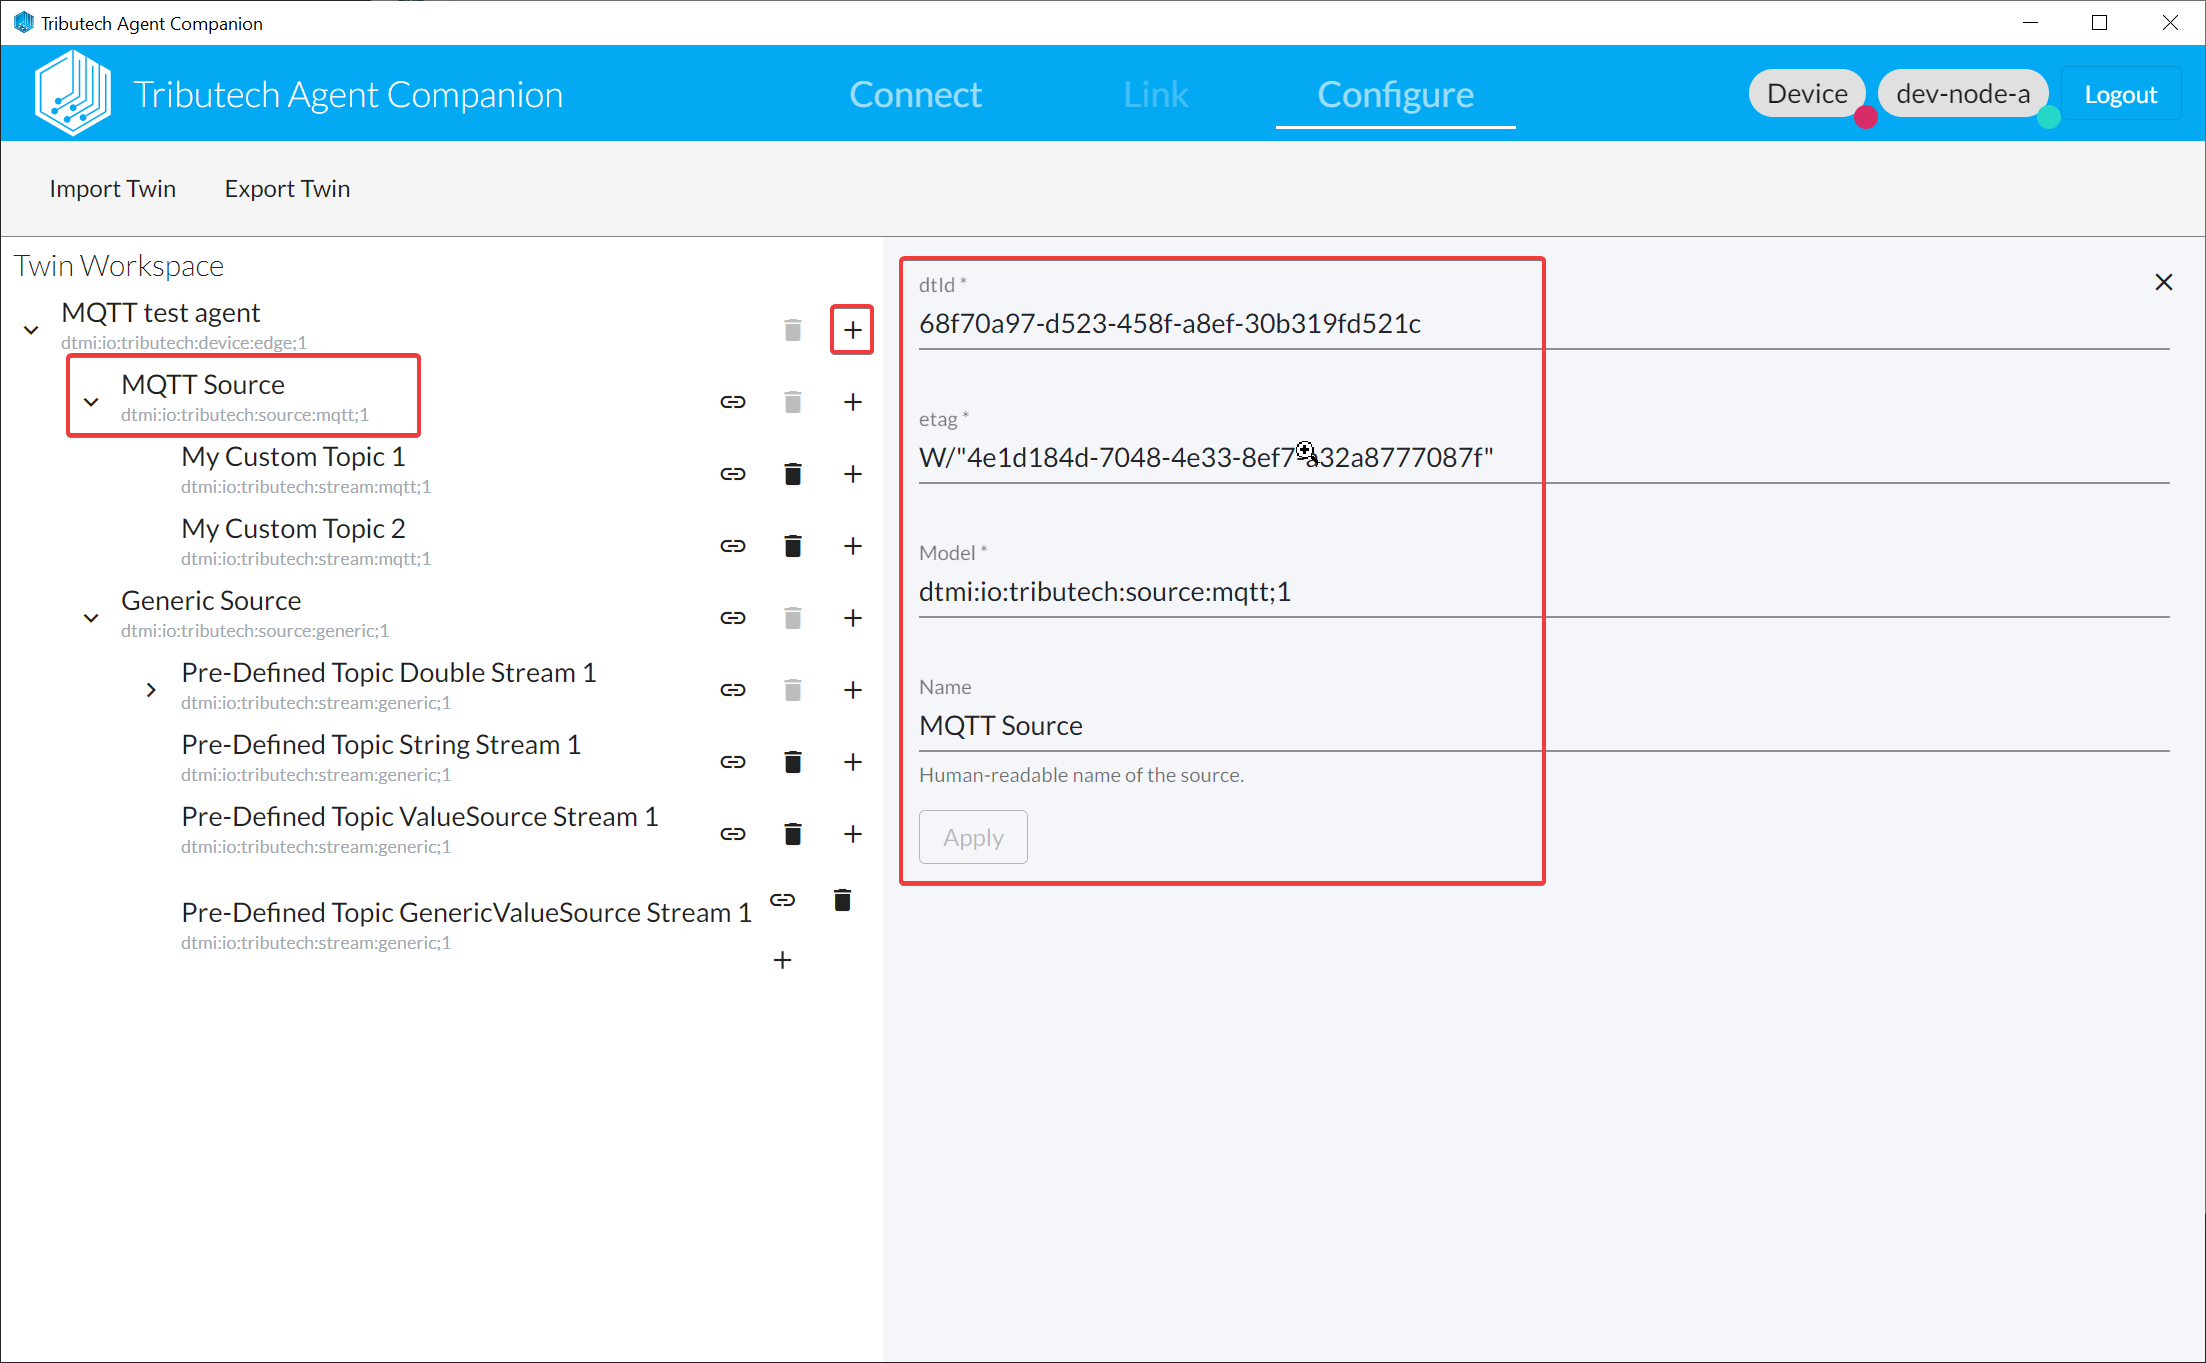 Tributech Agent Companion
Tributech Agent Companion
Connect
Link
Configure
Device
dev-node-a
Logout
Import Twin
Export Twin
Twin Workspace
MQTT test agent
dtmi:io:tributech:device:edge;1
MQTT Source
dtmi:io:tributech:source:mqtt;1
My Custom Topic 1
dtmi:io:tributech:stream:mqtt;1
My Custom Topic 2
dtmi:io:tributech:stream:mqtt;1
Generic Source
dtmi:io:tributech:source:generic;1
Pre-Defined Topic Double Stream 1
dtmi:io:tributech:stream:generic;1
Pre-Defined Topic String Stream 1
dtmi:io:tributech:stream:generic;1
Pre-Defined Topic ValueSource Stream 1
dtmi:io:tributech:stream:generic;1
Pre-Defined Topic GenericValueSource Stream 1
dtmi:io:tributech:stream:generic;1
dtId *
68f70a97-d523-458f-a8ef-30b319fd521c
etag *
W/"4e1d184d-7048-4e33-8ef7-a32a8777087f"
Model *
dtmi:io:tributech:source:mqtt;1
Name
MQTT Source
Human-readable name of the source.
Apply